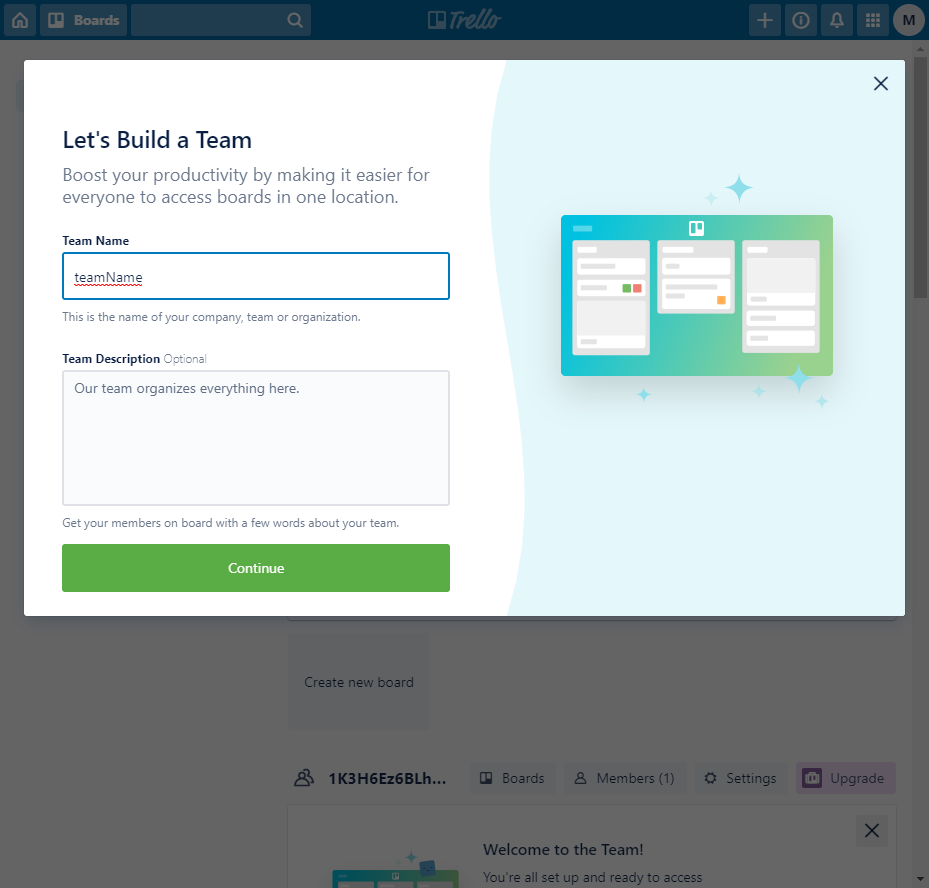 Boards
Trello
M
Let's Build a Team
Boost your productivity by making it easier for
everyone to access boards in one location.
Team Name
teamName
This is the name of your company, team or organization.
Team Description Optional
Our team organizes everything here.
Get your members on board with a few words about your team.
Continue
Create new board
1K3H6Ez6BLh...
Boards
Members (1)
Settings
Upgrade
Welcome to the Team!
You're all set up and ready to access